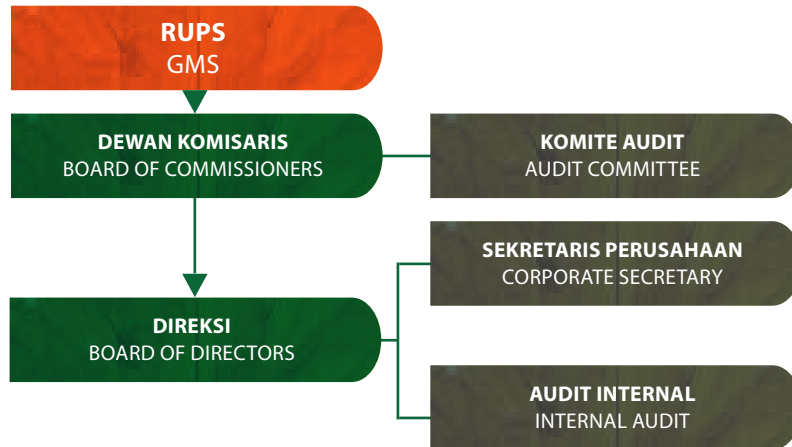 RUPS
GMS
DEWAN KOMISARIS
BOARD OF COMMISSIONERS
KOMITE AUDIT
AUDIT COMMITTEE
SEKRETARIS PERUSAHAAN
CORPORATE SECRETARY
DIREKSI
BOARD OF DIRECTORS
AUDIT INTERNAL
INTERNAL AUDIT